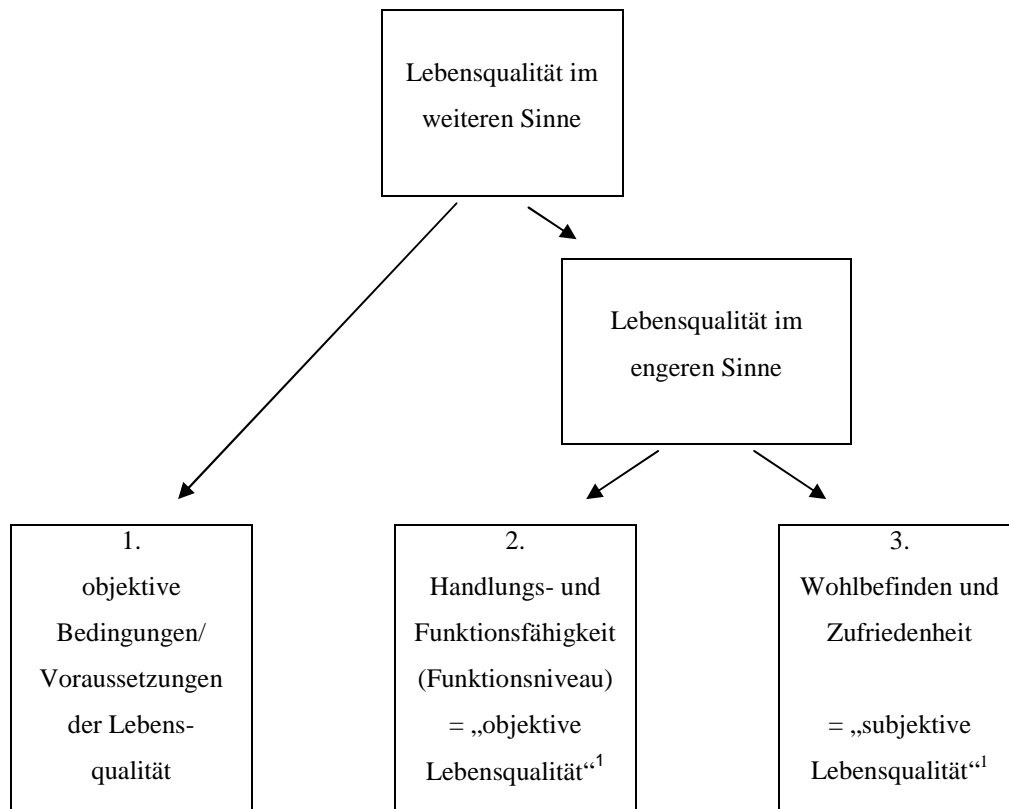 Lebensqualität im
weiteren Sinne
Lebensqualität im
engeren Sinne
1.
objektive
Bedingungen/
Voraussetzungen
der Lebens-
qualität
2.
Handlungs- und
Funktionsfähigkeit
(Funktionsniveau)
= „objektive
Lebensqualität“¹
3.
Wohlbefinden und
Zufriedenheit
= „subjektive
Lebensqualität“¹